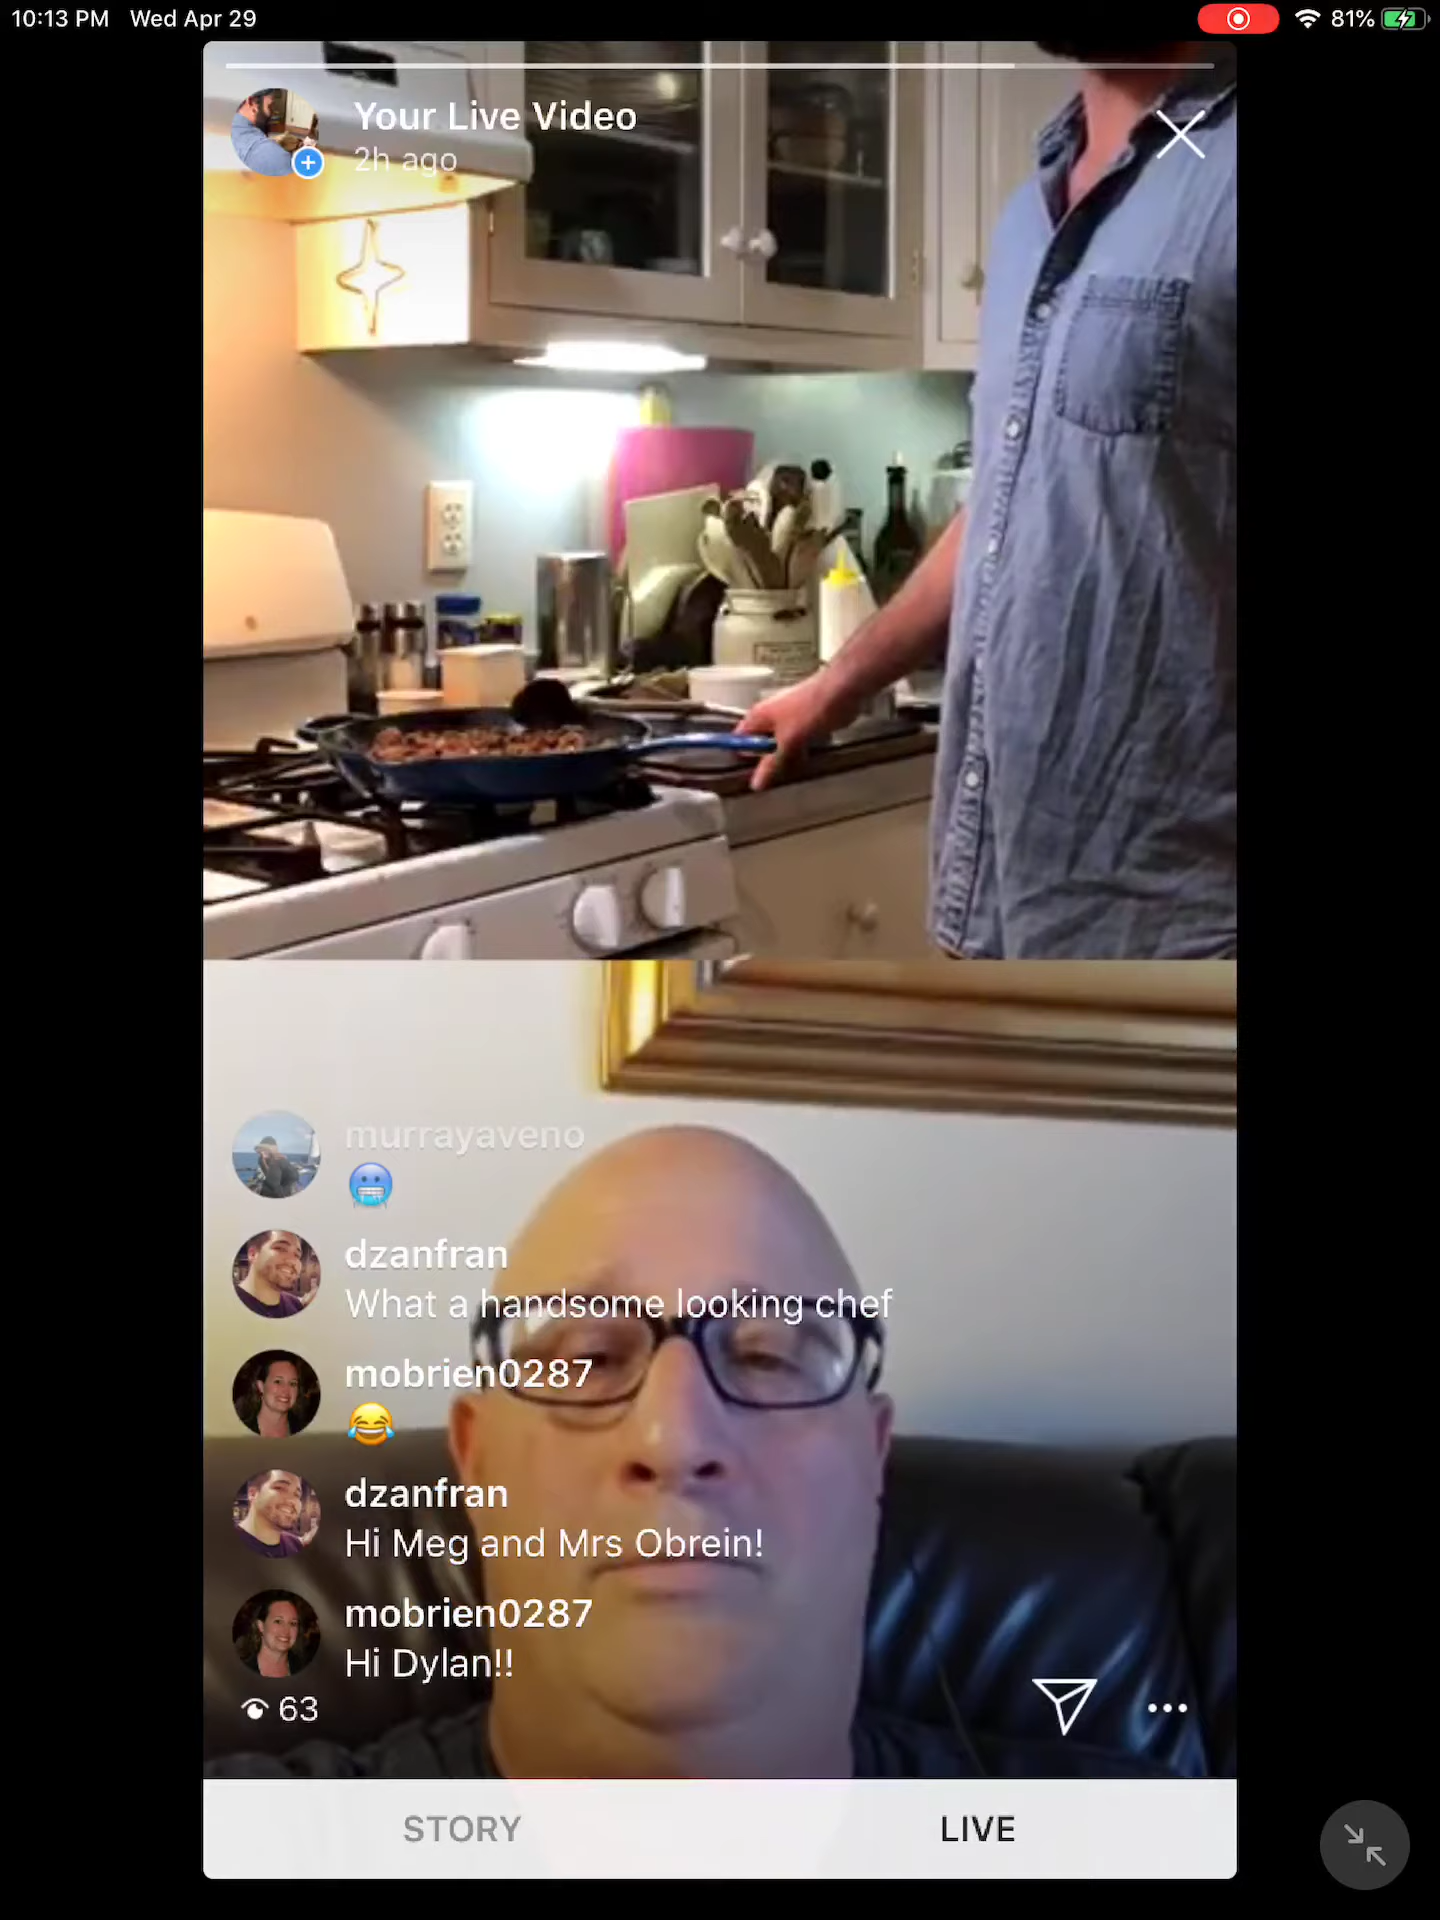 10:13 PM Wed Apr 29
81%
Your Live Video
2h ago
murrayaveno
dzanfran
What a handsome looking chef
mobrien0287
dzanfran
Hi Meg and Mrs Obrein!
mobrien0287
Hi Dylan!!
63
STORY
LIVE